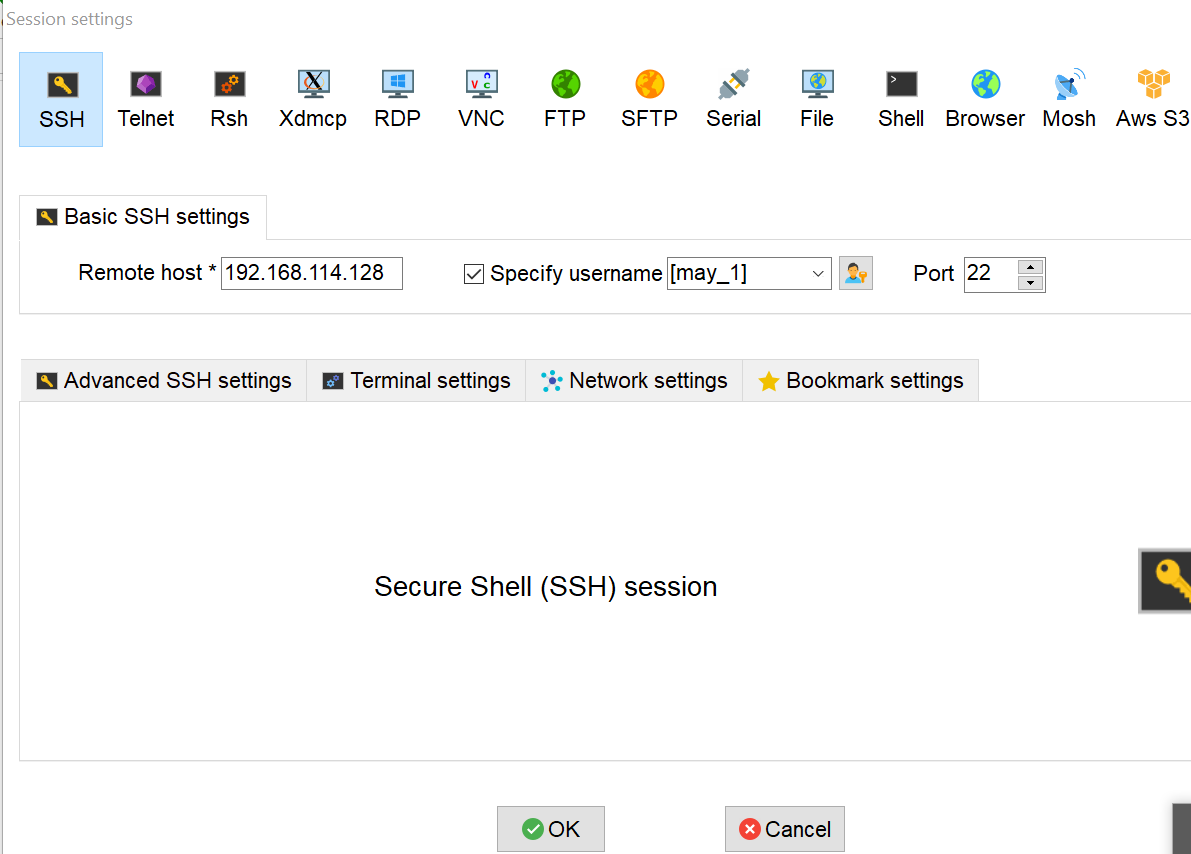 Session settings
SSH Telnet Rsh Xdmcp RDP VNC FTP SFTP Serial File Shell Browser Mosh Aws S3
Basic SSH settings
Remote host * 192.168.114.128 Specify username [may_1] Port 22
Advanced SSH settings Terminal settings Network settings Bookmark settings
Secure Shell (SSH) session
OK Cancel